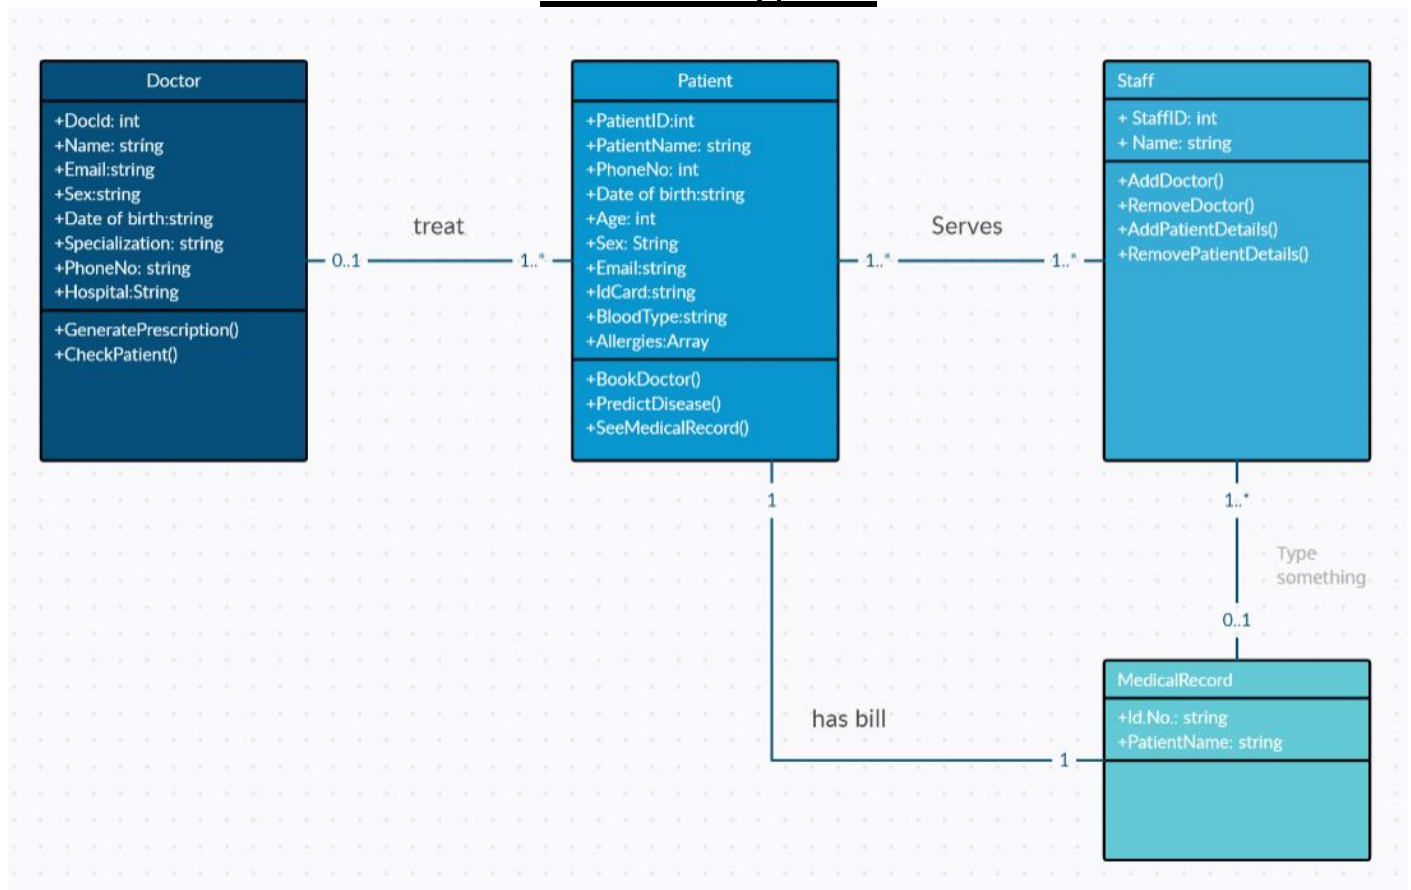 Doctor
+DocId: int
+Name: string
+Email:string
+Sex:string
+Date of birth:string
+Specialization: string
+PhoneNo: string
+Hospital:String
+GeneratePrescription()
+CheckPatient()
treat
0..1
1..*
Patient
+PatientID:int
+PatientName: string
+PhoneNo: int
+Date of birth:string
+Age: int
+Sex: String
+Email:string
+IdCard:string
+BloodType:string
+Allergies:Array
+BookDoctor()
+PredictDisease()
+SeeMedicalRecord()
Serves
1..*
1..*
Staff
+ StaffID: int
+ Name: string
+AddDoctor()
+RemoveDoctor()
+AddPatientDetails()
+RemovePatientDetails()
1
1..*
Type
something
0..1
has bill
1
MedicalRecord
+Id.No.: string
+PatientName: string